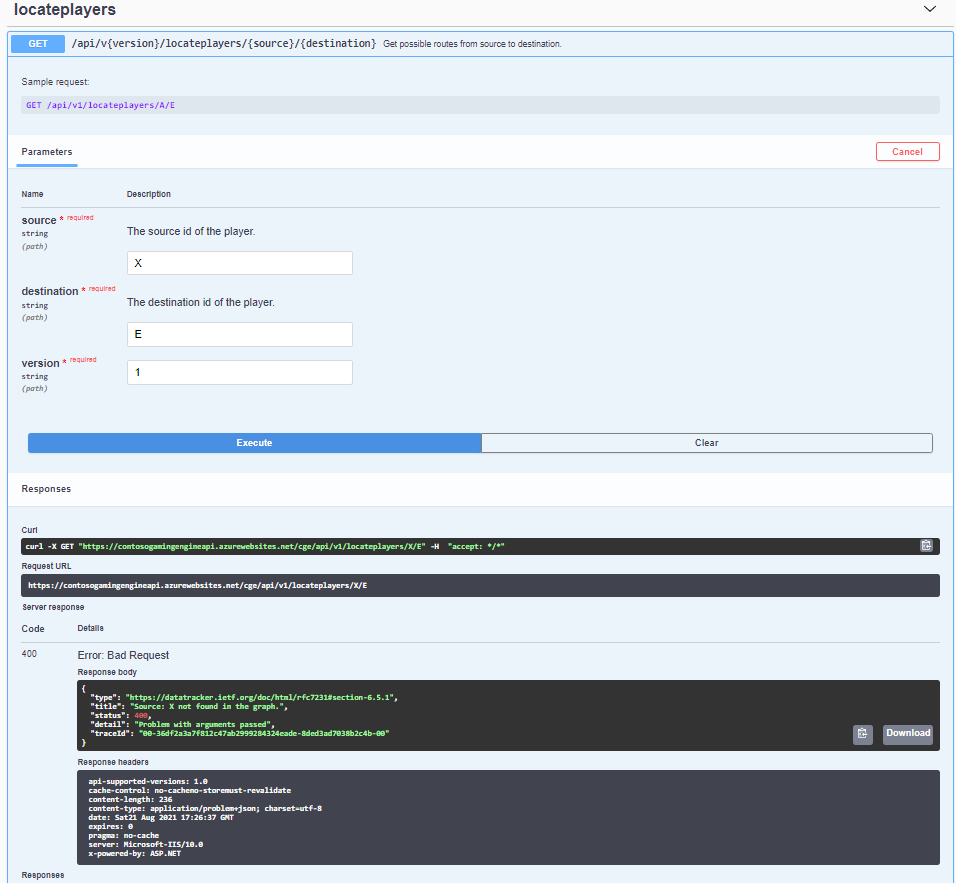 locateplayers
GET /api/v{version}/locateplayers/{source}/{destination} Get possible routes from source to destination.
Sample request:
GET /api/v1/locateplayers/A/E
Parameters
Cancel
Name Description
source * required
string
(path)
The source id of the player.
X
destination * required
string
(path)
The destination id of the player.
E
version * required
string
(path)
1
Execute Clear
Responses
Curl
curl -X GET "https://contosogamingengineapi.azurewebsites.net/cge/api/v1/locateplayers/X/E" -H "accept: */*"
Request URL
https://contosogamingengineapi.azurewebsites.net/cge/api/v1/locateplayers/X/E
Server response
Code Details
400 Error: Bad Request
Response body
{
"type": "https://datatracker.ietf.org/doc/html/rfc7231#section-6.5.1",
"title": "Source: X not found in the graph.",
"status": 400,
"detail": "Problem with arguments passed",
"traceId": "00-36df2a3a7f812c47ab2999284324eade-8ded3ad7038b2c4b-00"
}
Download
Response headers
api-supported-versions: 1.0
cache-control: no-cacheno-storemust-revalidate
content-length: 236
content-type: application/problem+json; charset=utf-8
date: Sat21 Aug 2021 17:26:37 GMT
expires: 0
pragma: no-cache
server: Microsoft-IIS/10.0
x-powered-by: ASP.NET
Responses